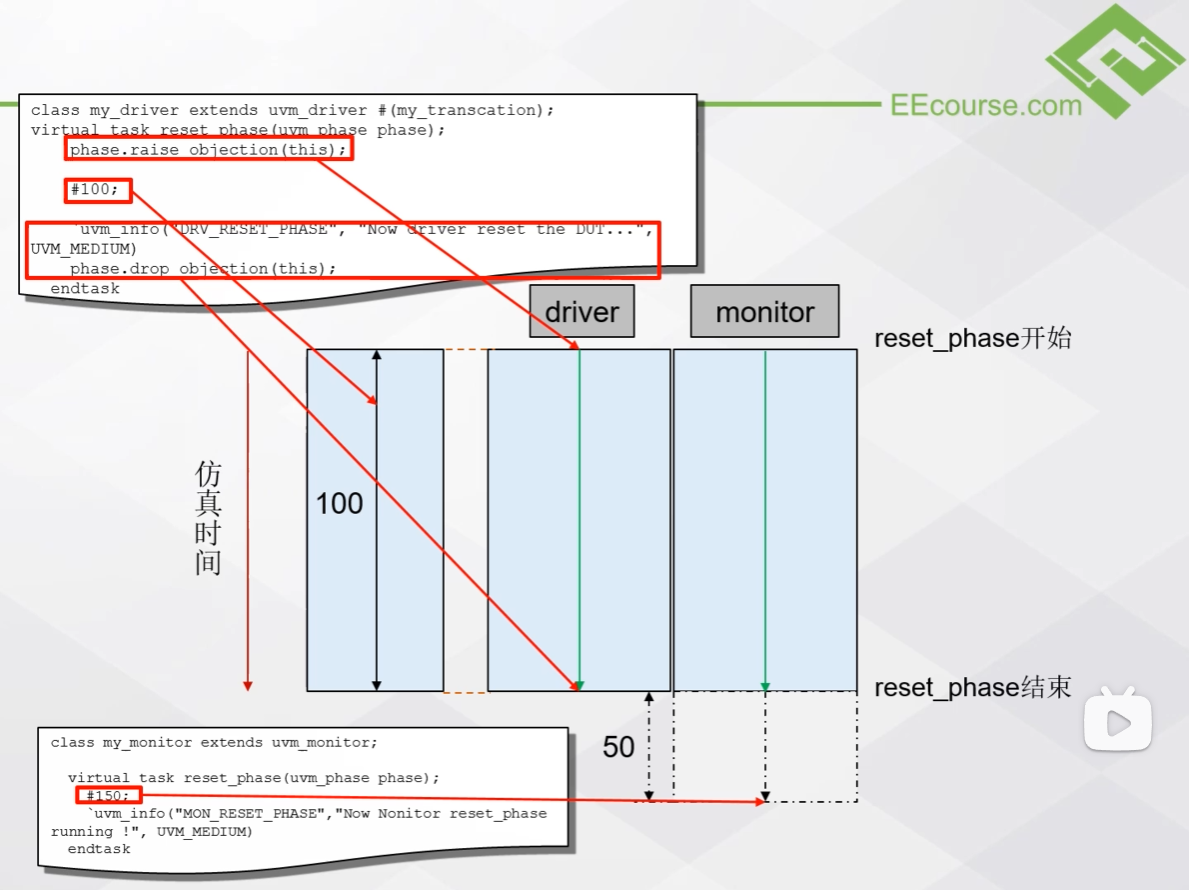 EEcourse.com
class my_driver extends uvm_driver #(my_transcation);
virtual task reset_phase(uvm_phase phase);
phase.raise_objection(this);
#100;
`uvm_info("DRV_RESET_PHASE", "Now driver reset the DUT...",
UVM_MEDIUM)
phase.drop_objection(this);
endtask
driver
monitor
reset_phase开始
仿真时间
100
reset_phase结束
50
class my_monitor extends uvm_monitor;
virtual task reset_phase(uvm_phase phase);
#150;
`uvm_info("MON_RESET_PHASE","Now Nonitor reset_phase
running !", UVM_MEDIUM)
endtask